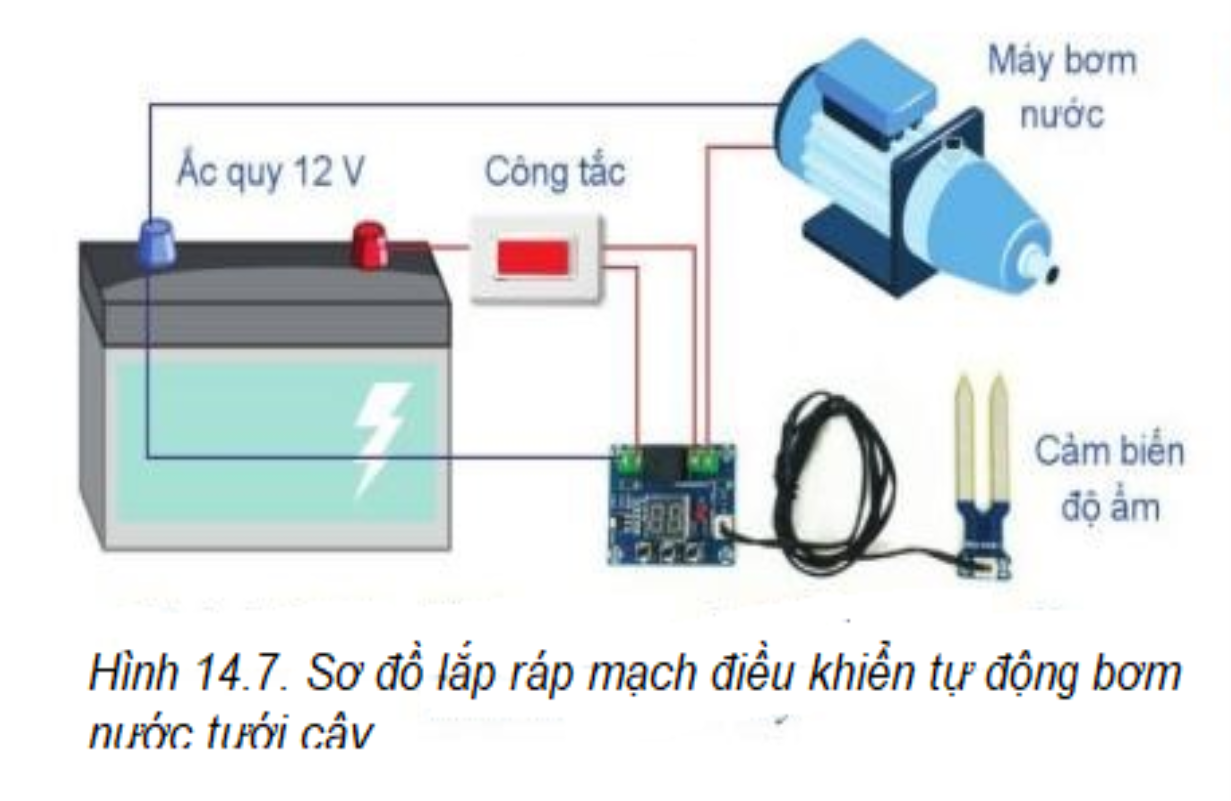 Máy bơm
nước
Ắc quy 12 V
Công tắc
Cảm biến
độ ẩm
Hình 14.7. Sơ đồ lắp ráp mạch điều khiển tự động bơm
nước tưới cây